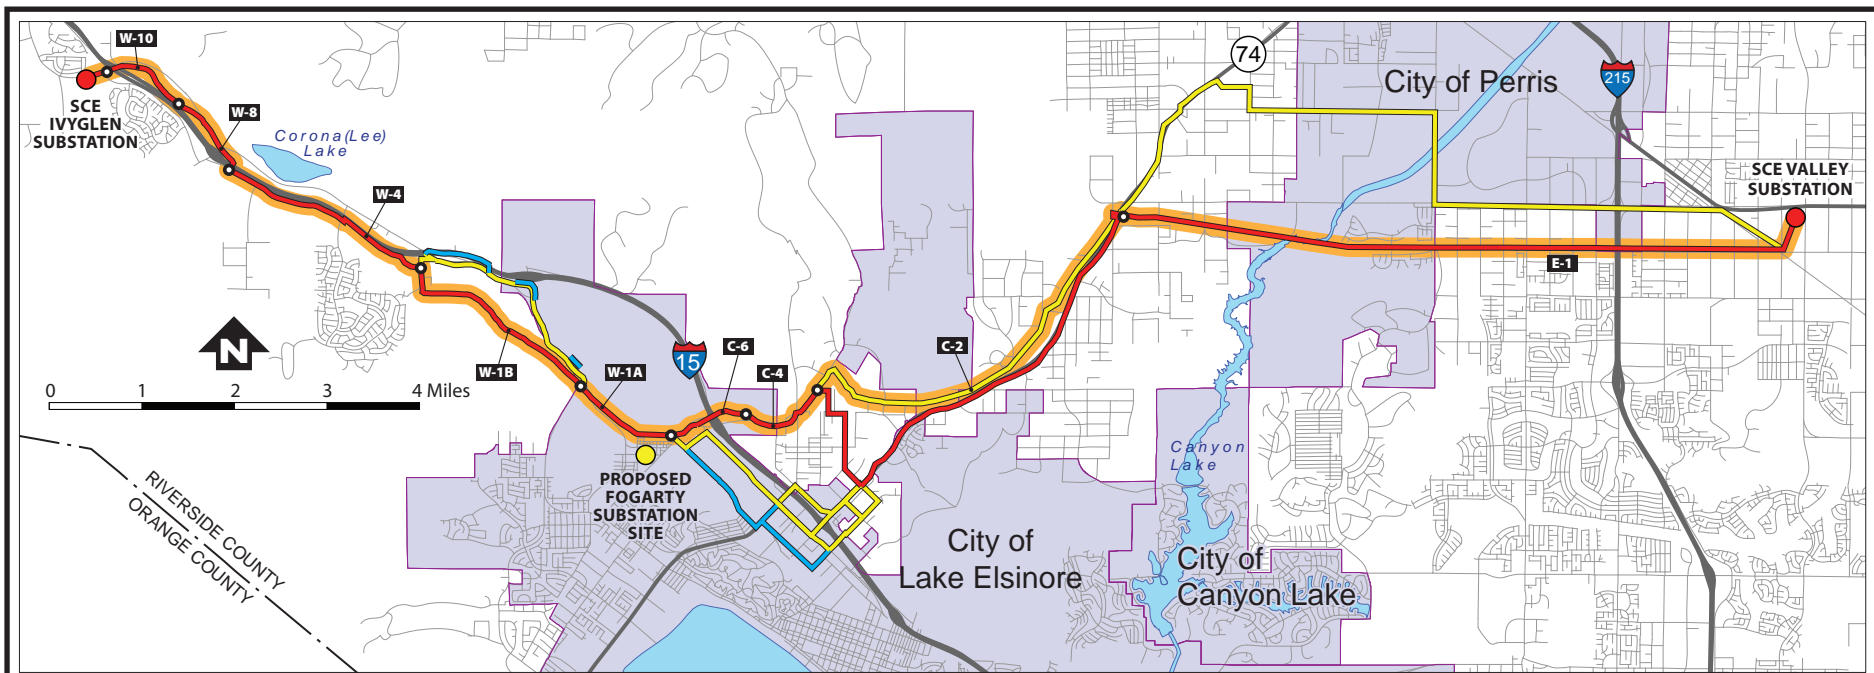 W-10
SCE
IVYGLEN
SUBSTATION
W-8
Corona(Lee)
Lake
W-4
74
City of Perris
215
SCE VALLEY
SUBSTATION
E-1
N
0 1 2 3 4 Miles
W-1B
W-1A
15
C-6
C-4
C-2
RIVERSIDE COUNTY
ORANGE COUNTY
PROPOSED
FOGARTY
SUBSTATION
SITE
City of
Lake Elsinore
Canyon
Lake
City of
Canyon Lake